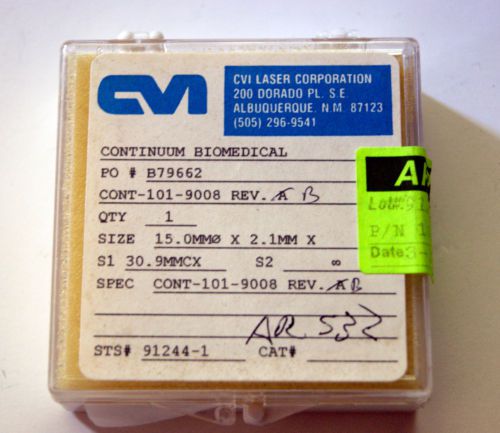 CVI
CVI LASER CORPORATION
200 DORADO PL. S.E.
ALBUQUERQUE, N.M. 87123
(505) 296-9541
CONTINUUM BIOMEDICAL
PO # B79662
CONT-101-9008 REV. A B
QTY 1
SIZE 15.0MMØ X 2.1MM X
S1 30.9MMCX S2 ∞
SPEC CONT-101-9008 REV. A B
AR 532
STS# 91244-1 CAT#
Lot#
P/N 1
Date 3-